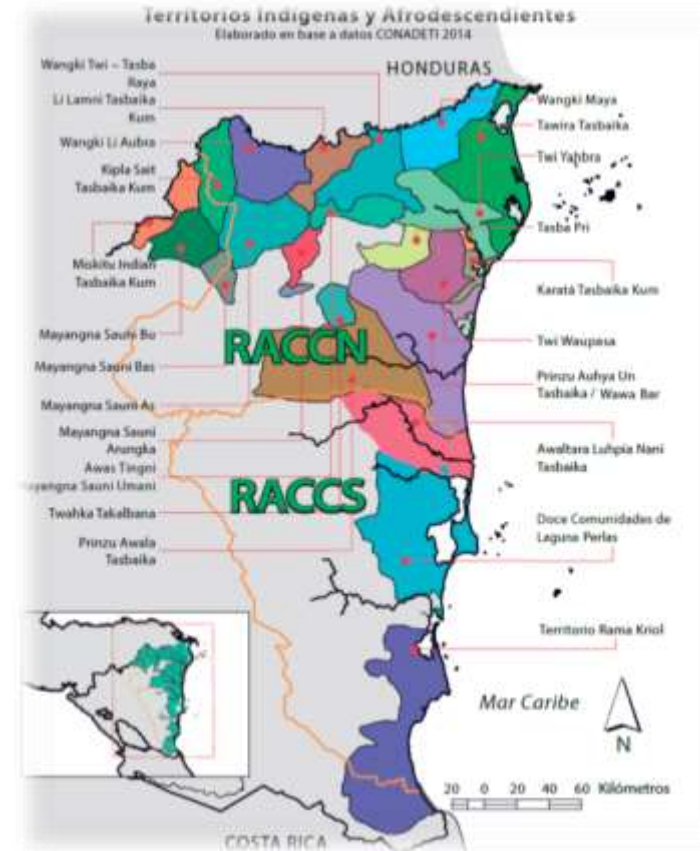 Territorios Indígenas y Afrodescendientes
Elaborado en base a datos CONADETI 2014
HONDURAS
Wangki Twi - Tasba
Raya
Li Lamni Tasbaika
Kum
Wangki Li Aubra
Kipla Sait
Tasbaika Kum
Mokitu Indian
Tasbaika Kum
Mayangna Sauni Bu
Mayangna Sauni Bas
Mayangna Sauni As
Mayangna Sauni
Arungka
Awas Tingni
ayangna Sauni Umani
Twahka Takalbana
Prinzu Awala
Tasbaika
Wangki Maya
Tawira Tasbaika
Twi Yahbra
Tasba Pri
Karatá Tasbaika Kum
Twi Waupasa
Prinzu Auhya Un
Tasbaika / Wawa Bar
Awaltara Luhpia Nani
Tasbaika
Doce Comunidades de
Laguna Perlas
Territorio Rama Kriol
RACCN
RACCS
Mar Caribe
N
20 0 20 40 60 Kilómetros
COSTA RICA